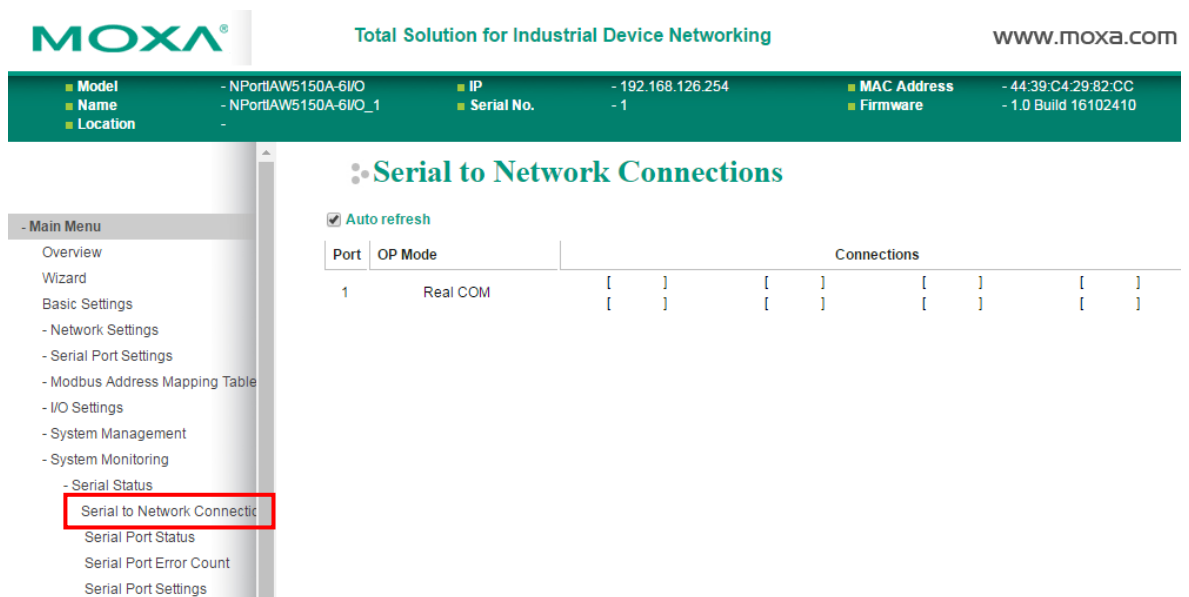 MOXA® Total Solution for Industrial Device Networking www.moxa.com
Model - NPortIAW5150A-6I/O IP - 192.168.126.254 MAC Address - 44:39:C4:29:82:CC
Name - NPortIAW5150A-6I/O_1 Serial No. - 1 Firmware - 1.0 Build 16102410
Location -
Serial to Network Connections
Auto refresh
Port OP Mode Connections
1 Real COM [ ] [ ] [ ] [ ]
[ ] [ ] [ ] [ ]
- Main Menu
Overview
Wizard
Basic Settings
- Network Settings
- Serial Port Settings
- Modbus Address Mapping Table
- I/O Settings
- System Management
- System Monitoring
- Serial Status
Serial to Network Connectic
Serial Port Status
Serial Port Error Count
Serial Port Settings